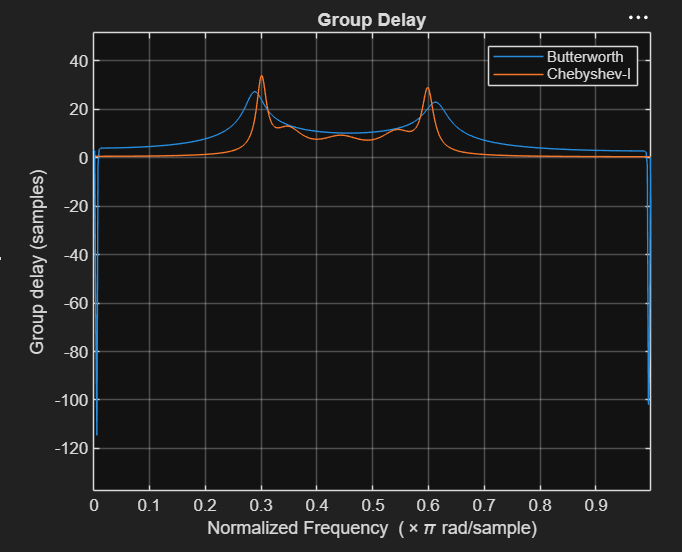 Group Delay
Butterworth
Chebyshev-I
40
20
0
-20
-40
-60
-80
-100
-120
Group delay (samples)
0 0.1 0.2 0.3 0.4 0.5 0.6 0.7 0.8 0.9
Normalized Frequency ( × π rad/sample)